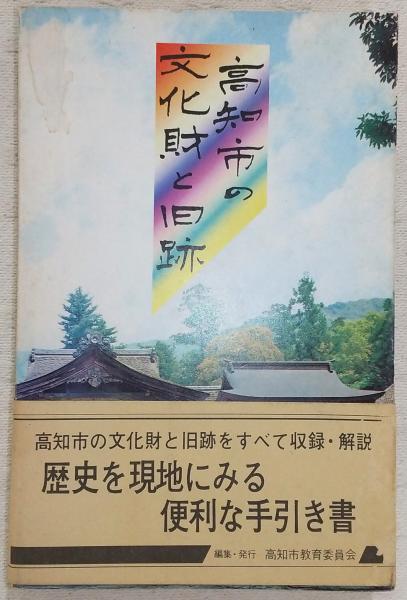 高知市の
文化財と旧跡
高知市の文化財と旧跡をすべて収録・解説
歴史を現地にみる
便利な手引き書
編集・発行 高知市教育委員会